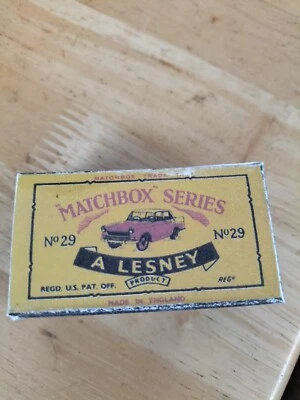 MATCHBOX TRADE
"MATCHBOX" SERIES
Nº29 Nº29
A LESNEY
PRODUCT
REGD. U.S. PAT. OFF. REGD
MADE IN ENGLAND